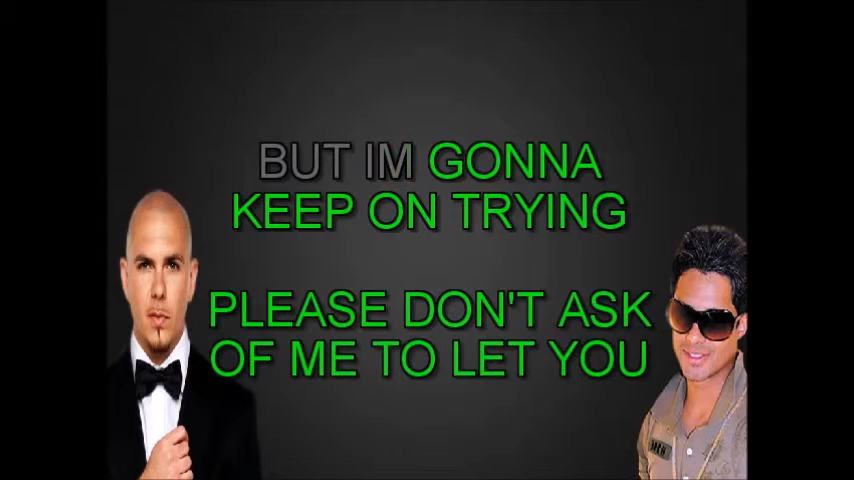 BUT IM GONNA
KEEP ON TRYING
PLEASE DON'T ASK
OF ME TO LET YOU